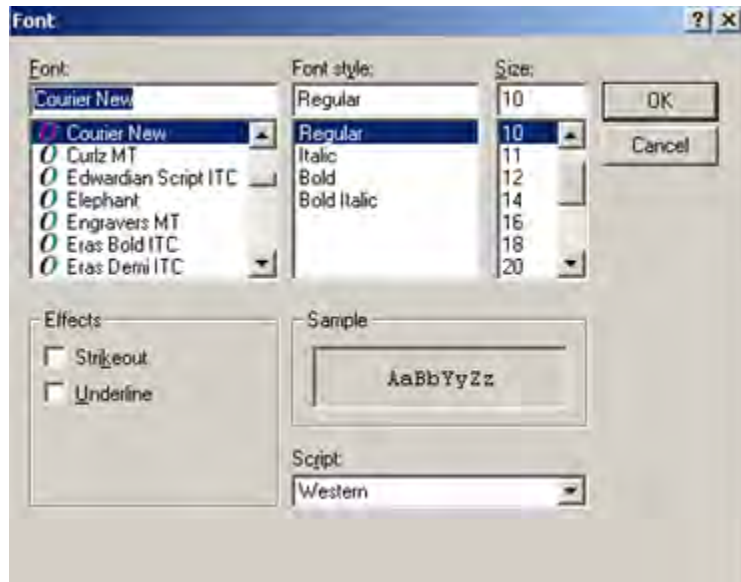 Font
Font: Font style: Size:
Courier New Regular 10 OK
Courier New Regular 10 Cancel
Curlz MT Italic 11
Edwardian Script ITC Bold 12
Elephant Bold Italic 14
Engravers MT 16
Eras Bold ITC 18
Eras Demi ITC 20
Effects Sample
Strikeout
AaBbYyZz
Underline
Script:
Western